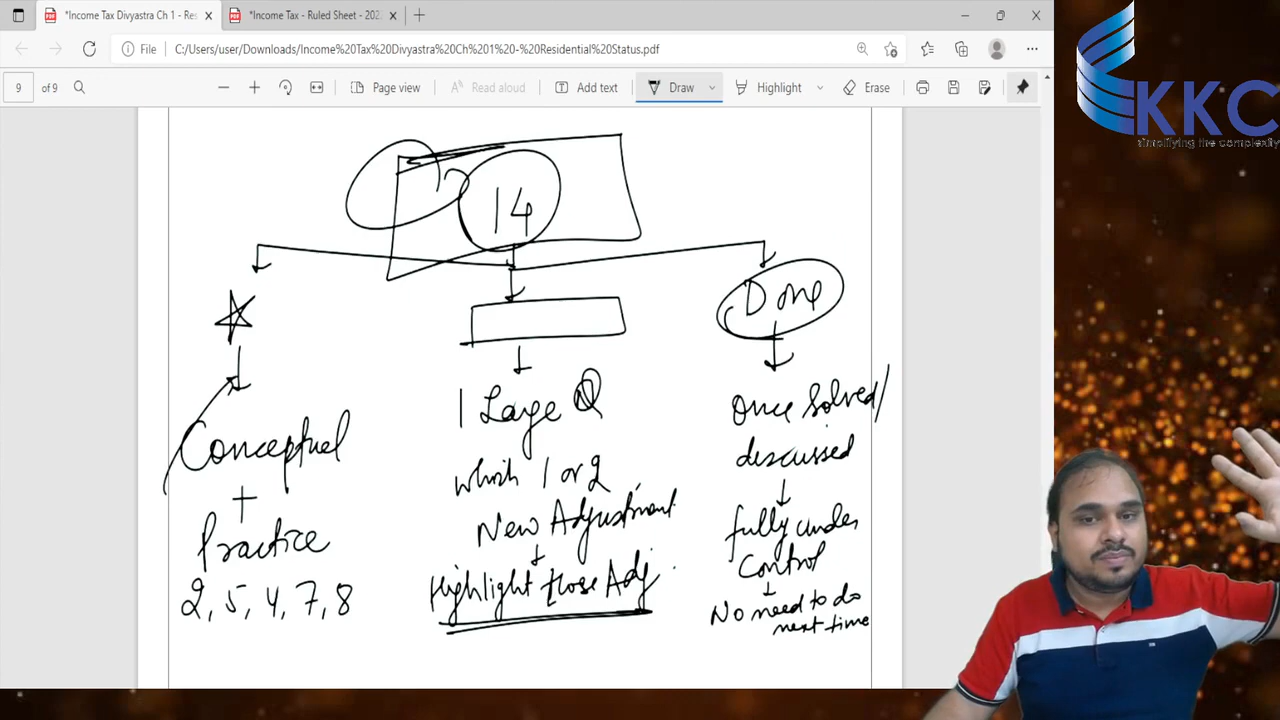 *Income Tax Divyastra Ch 1 - Res
*Income Tax - Ruled Sheet - 202
File
C:/Users/user/Downloads/Income%20Tax%20Divyastra%20Ch%201%20-%20Residential%20Status.pdf
9 of 9
Page view
Read aloud
Add text
Draw
Highlight
Erase
KKC
simplifying the complexity
14
Done
1 Large Q
which 1 or 2
New Adjustment
Highlight those Adj.
Conceptual
+
Practice
2, 5, 4, 7, 8
Once solved/
discussed
fully under
control
No need to do
next time